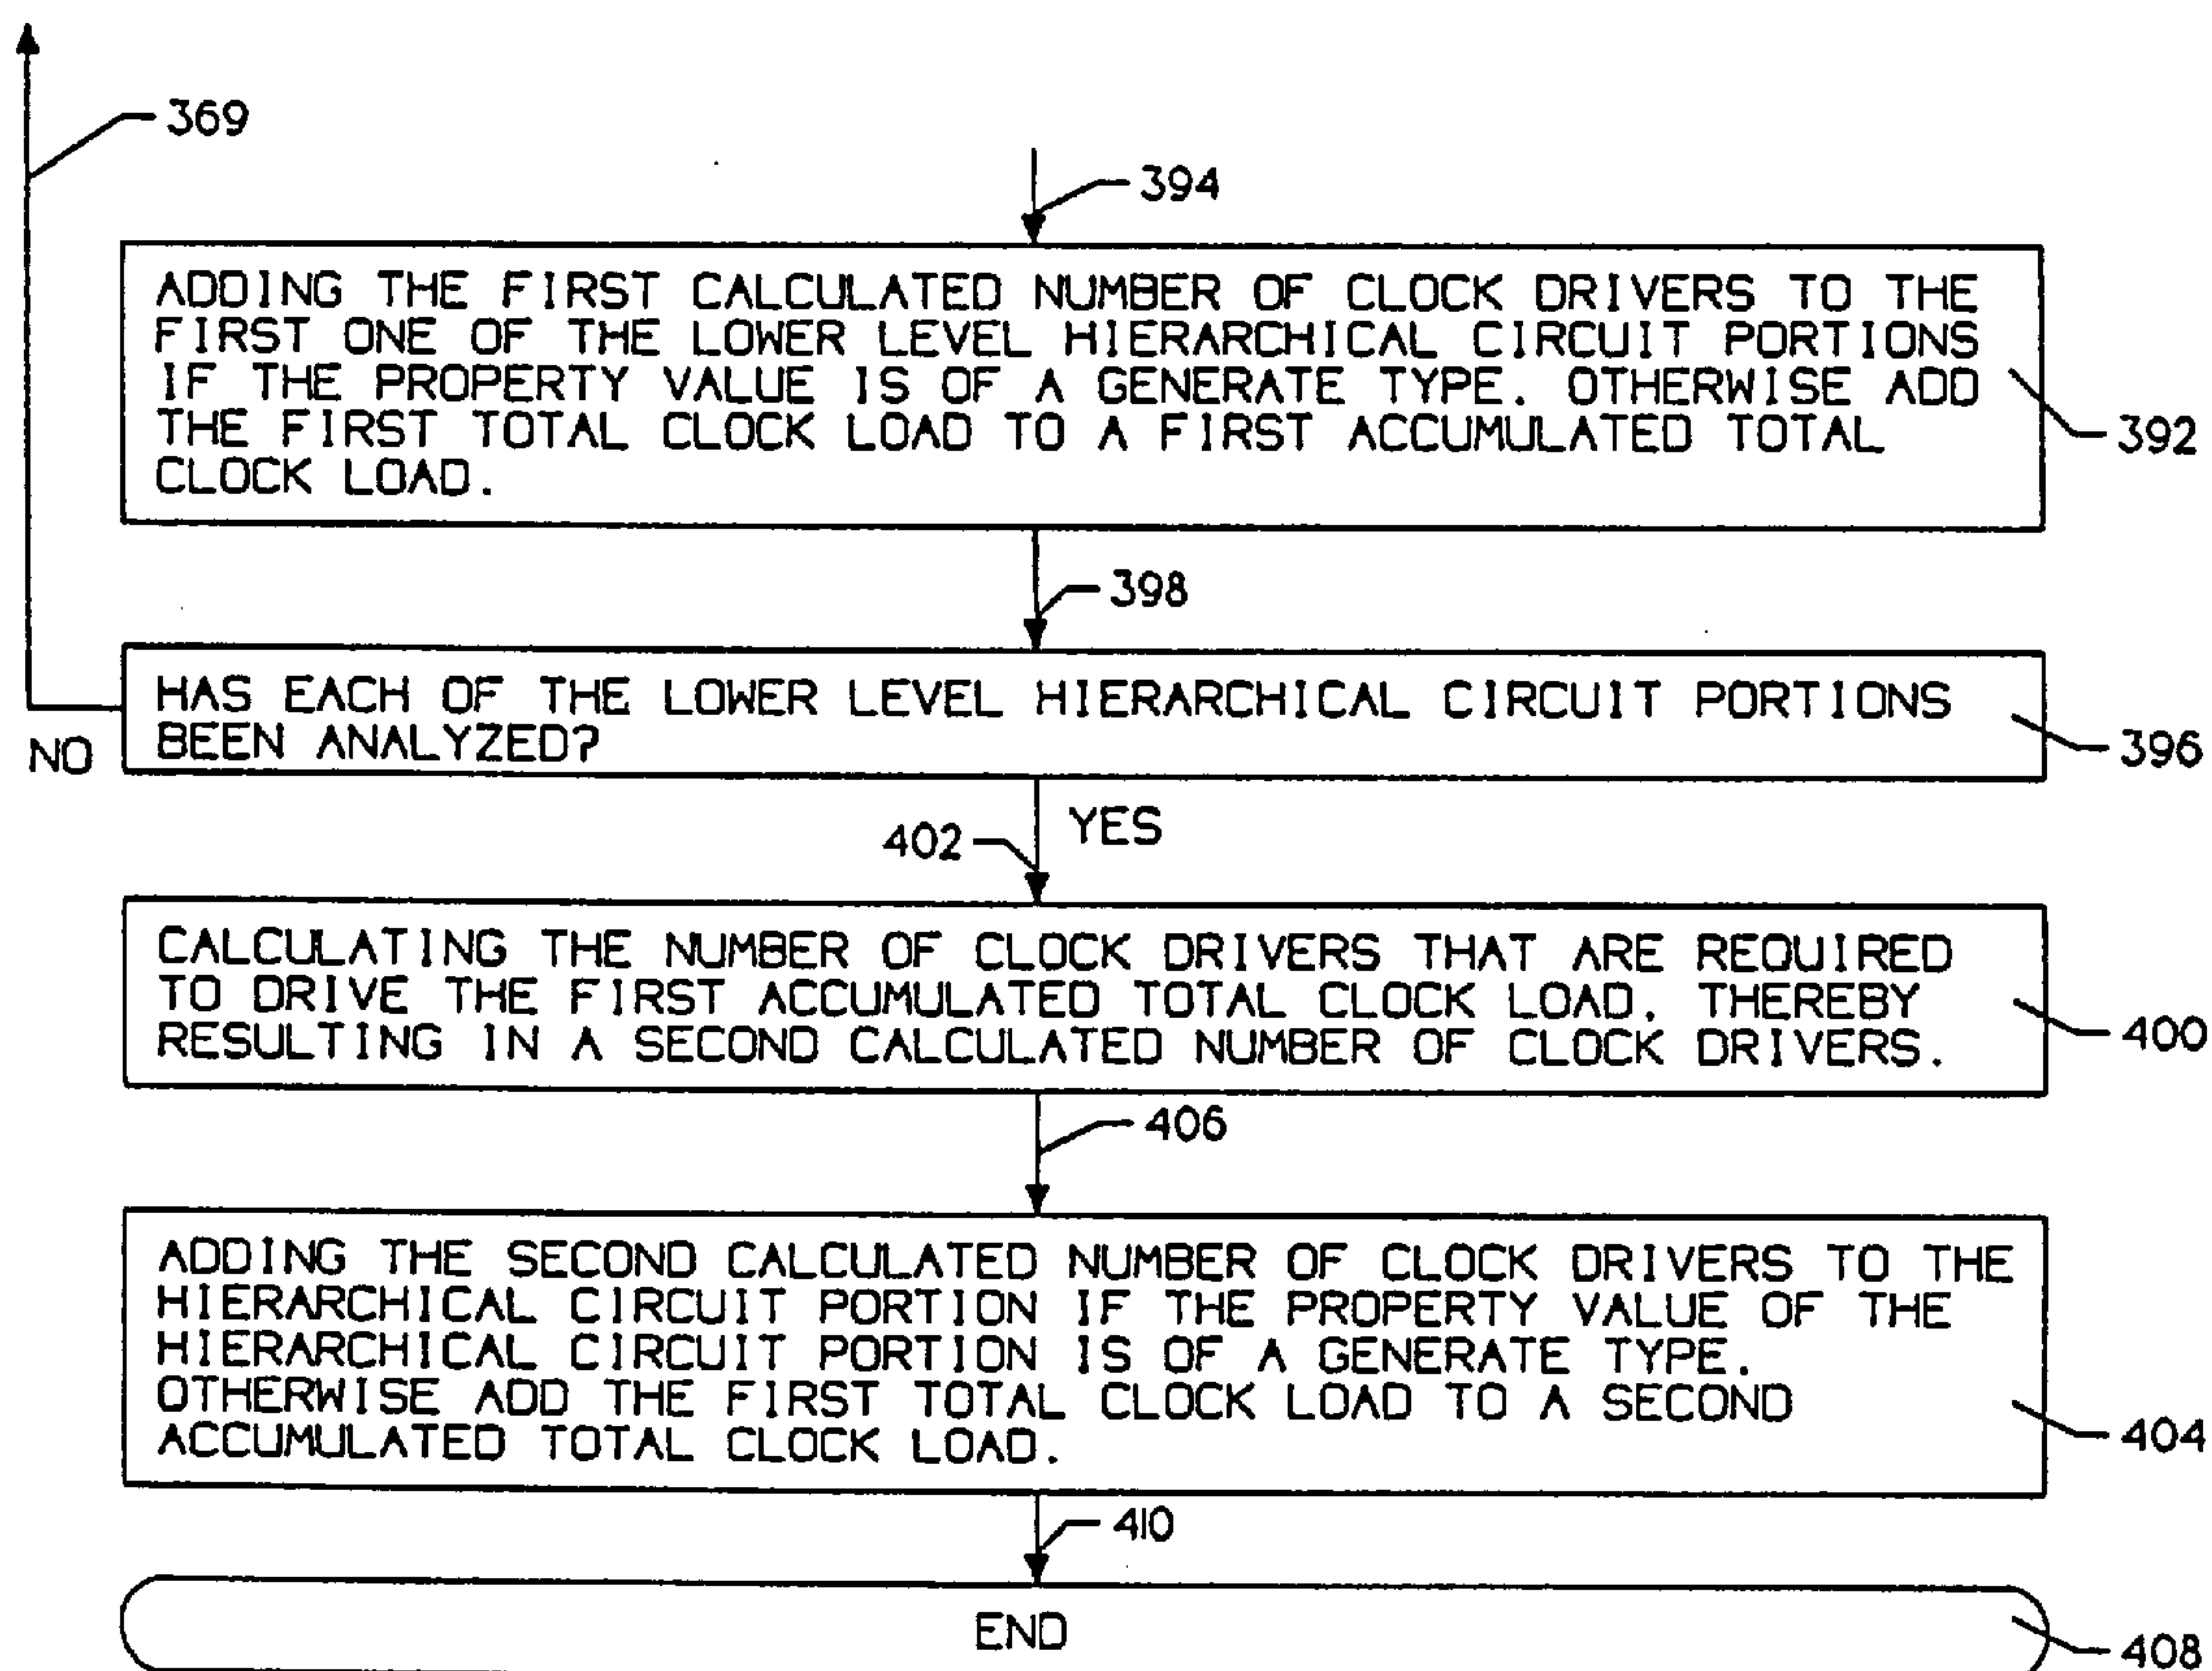 369
394
ADDING THE FIRST CALCULATED NUMBER OF CLOCK DRIVERS TO THE
FIRST ONE OF THE LOWER LEVEL HIERARCHICAL CIRCUIT PORTIONS
IF THE PROPERTY VALUE IS OF A GENERATE TYPE. OTHERWISE ADD
THE FIRST TOTAL CLOCK LOAD TO A FIRST ACCUMULATED TOTAL
CLOCK LOAD.
392
398
HAS EACH OF THE LOWER LEVEL HIERARCHICAL CIRCUIT PORTIONS
BEEN ANALYZED?
NO
396
YES
402
CALCULATING THE NUMBER OF CLOCK DRIVERS THAT ARE REQUIRED
TO DRIVE THE FIRST ACCUMULATED TOTAL CLOCK LOAD, THEREBY
RESULTING IN A SECOND CALCULATED NUMBER OF CLOCK DRIVERS.
400
406
ADDING THE SECOND CALCULATED NUMBER OF CLOCK DRIVERS TO THE
HIERARCHICAL CIRCUIT PORTION IF THE PROPERTY VALUE OF THE
HIERARCHICAL CIRCUIT PORTION IS OF A GENERATE TYPE.
OTHERWISE ADD THE FIRST TOTAL CLOCK LOAD TO A SECOND
ACCUMULATED TOTAL CLOCK LOAD.
404
410
END
408